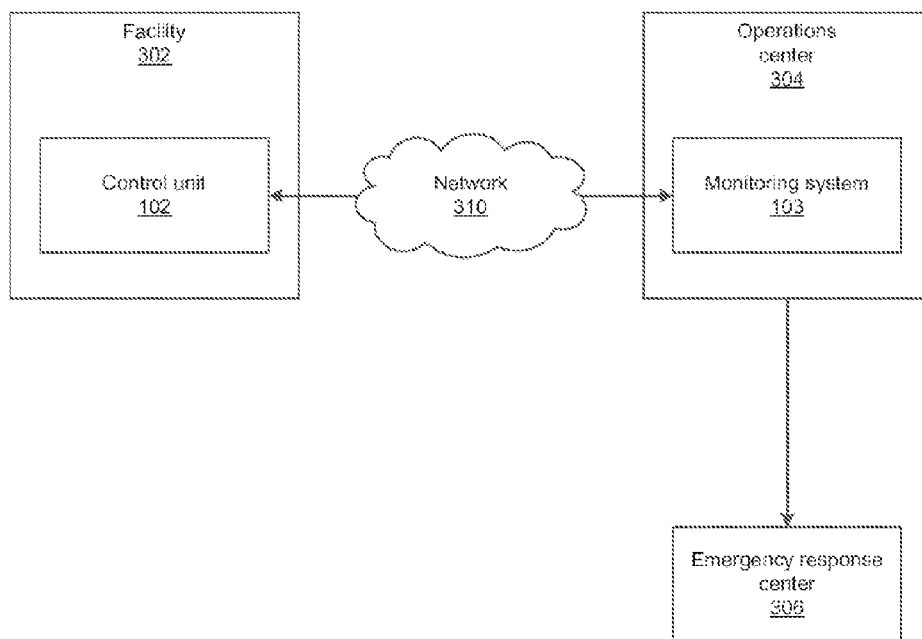 Facility
302
Control unit
102
Network
310
Operations
center
304
Monitoring system
103
Emergency response
center
306